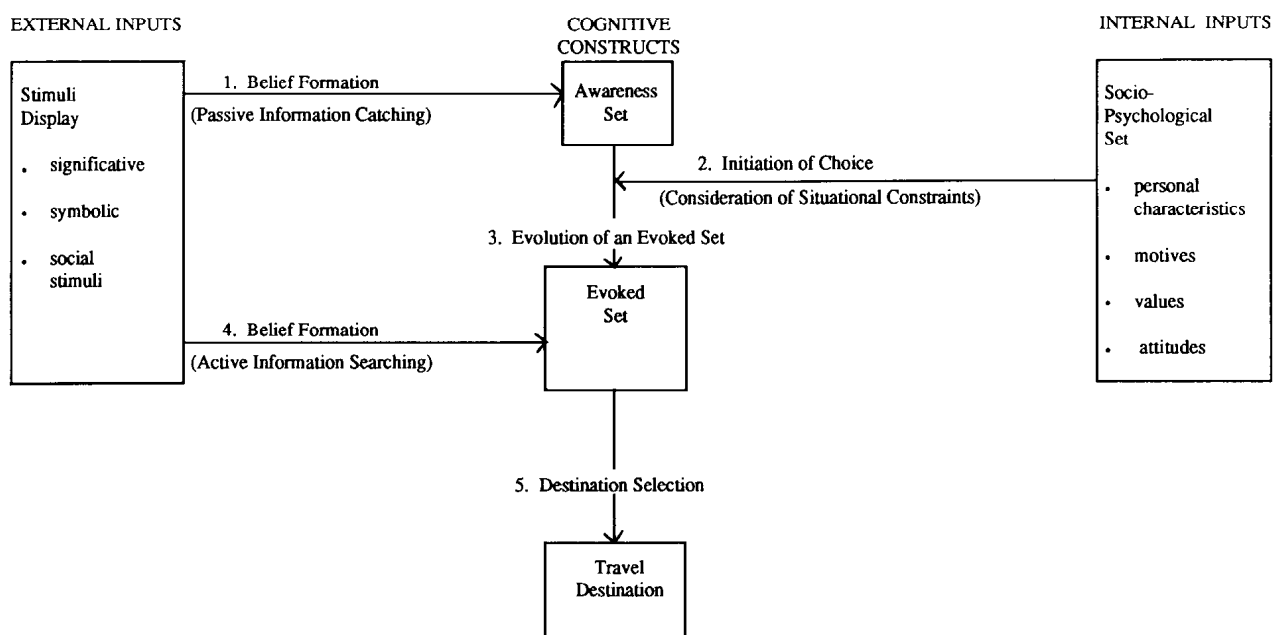 EXTERNAL INPUTS
COGNITIVE
CONSTRUCTS
INTERNAL INPUTS
Stimuli
Display
• significative
• symbolic
• social
stimuli
1. Belief Formation
(Passive Information Catching)
Awareness
Set
2. Initiation of Choice
(Consideration of Situational Constraints)
Socio-
Psychological
Set
• personal
characteristics
• motives
• values
• attitudes
3. Evolution of an Evoked Set
Evoked
Set
4. Belief Formation
(Active Information Searching)
5. Destination Selection
Travel
Destination